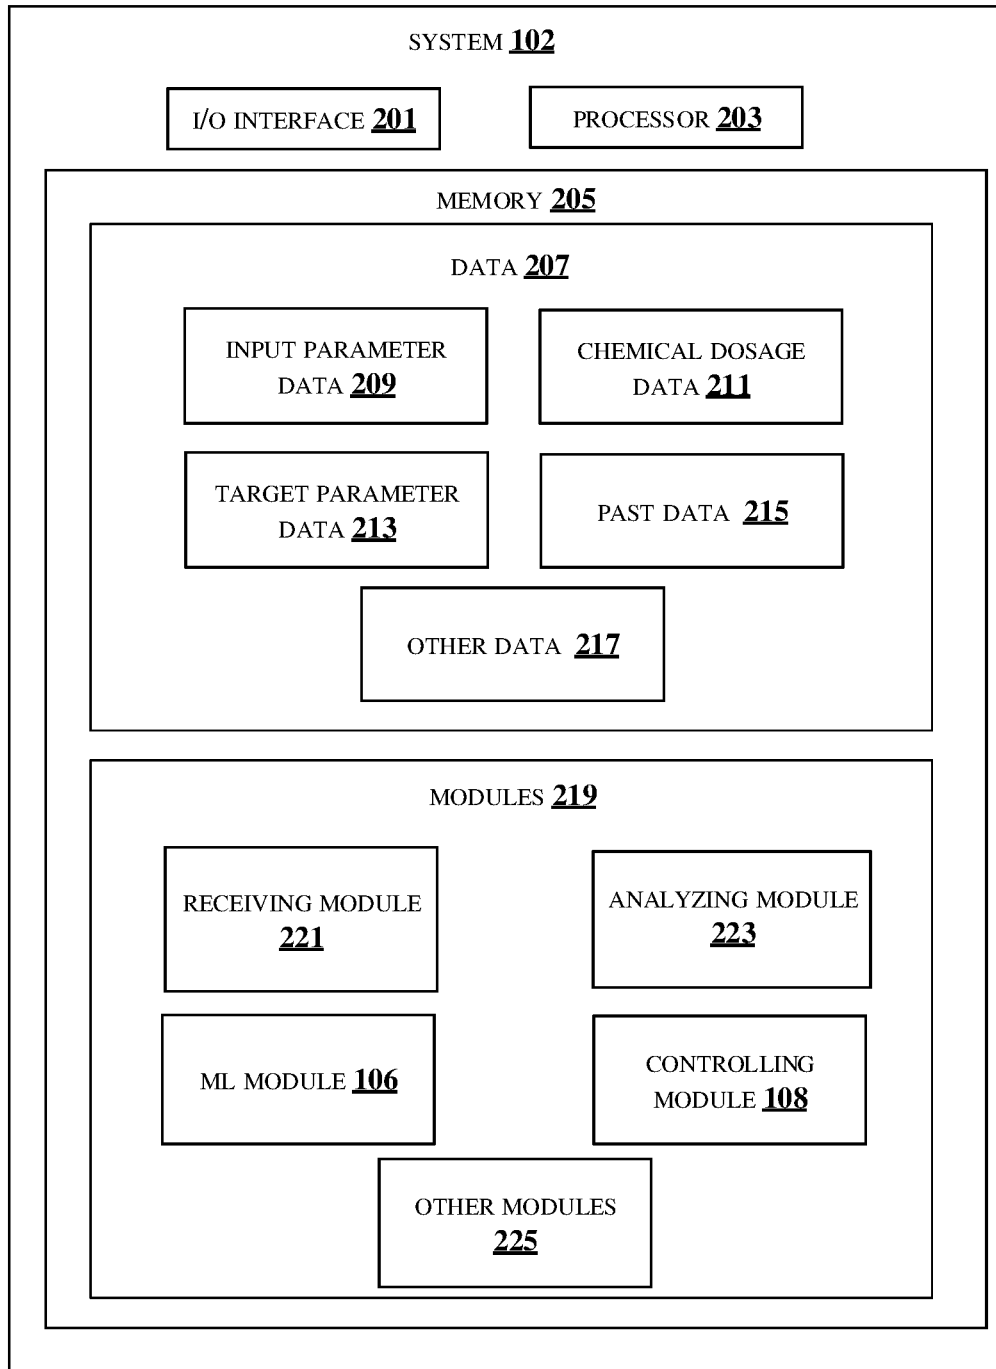 SYSTEM 102
I/O INTERFACE 201
PROCESSOR 203
MEMORY 205
DATA 207
INPUT PARAMETER
DATA 209
CHEMICAL DOSAGE
DATA 211
TARGET PARAMETER
DATA 213
PAST DATA 215
OTHER DATA 217
MODULES 219
RECEIVING MODULE
221
ANALYZING MODULE
223
ML MODULE 106
CONTROLLING
MODULE 108
OTHER MODULES
225